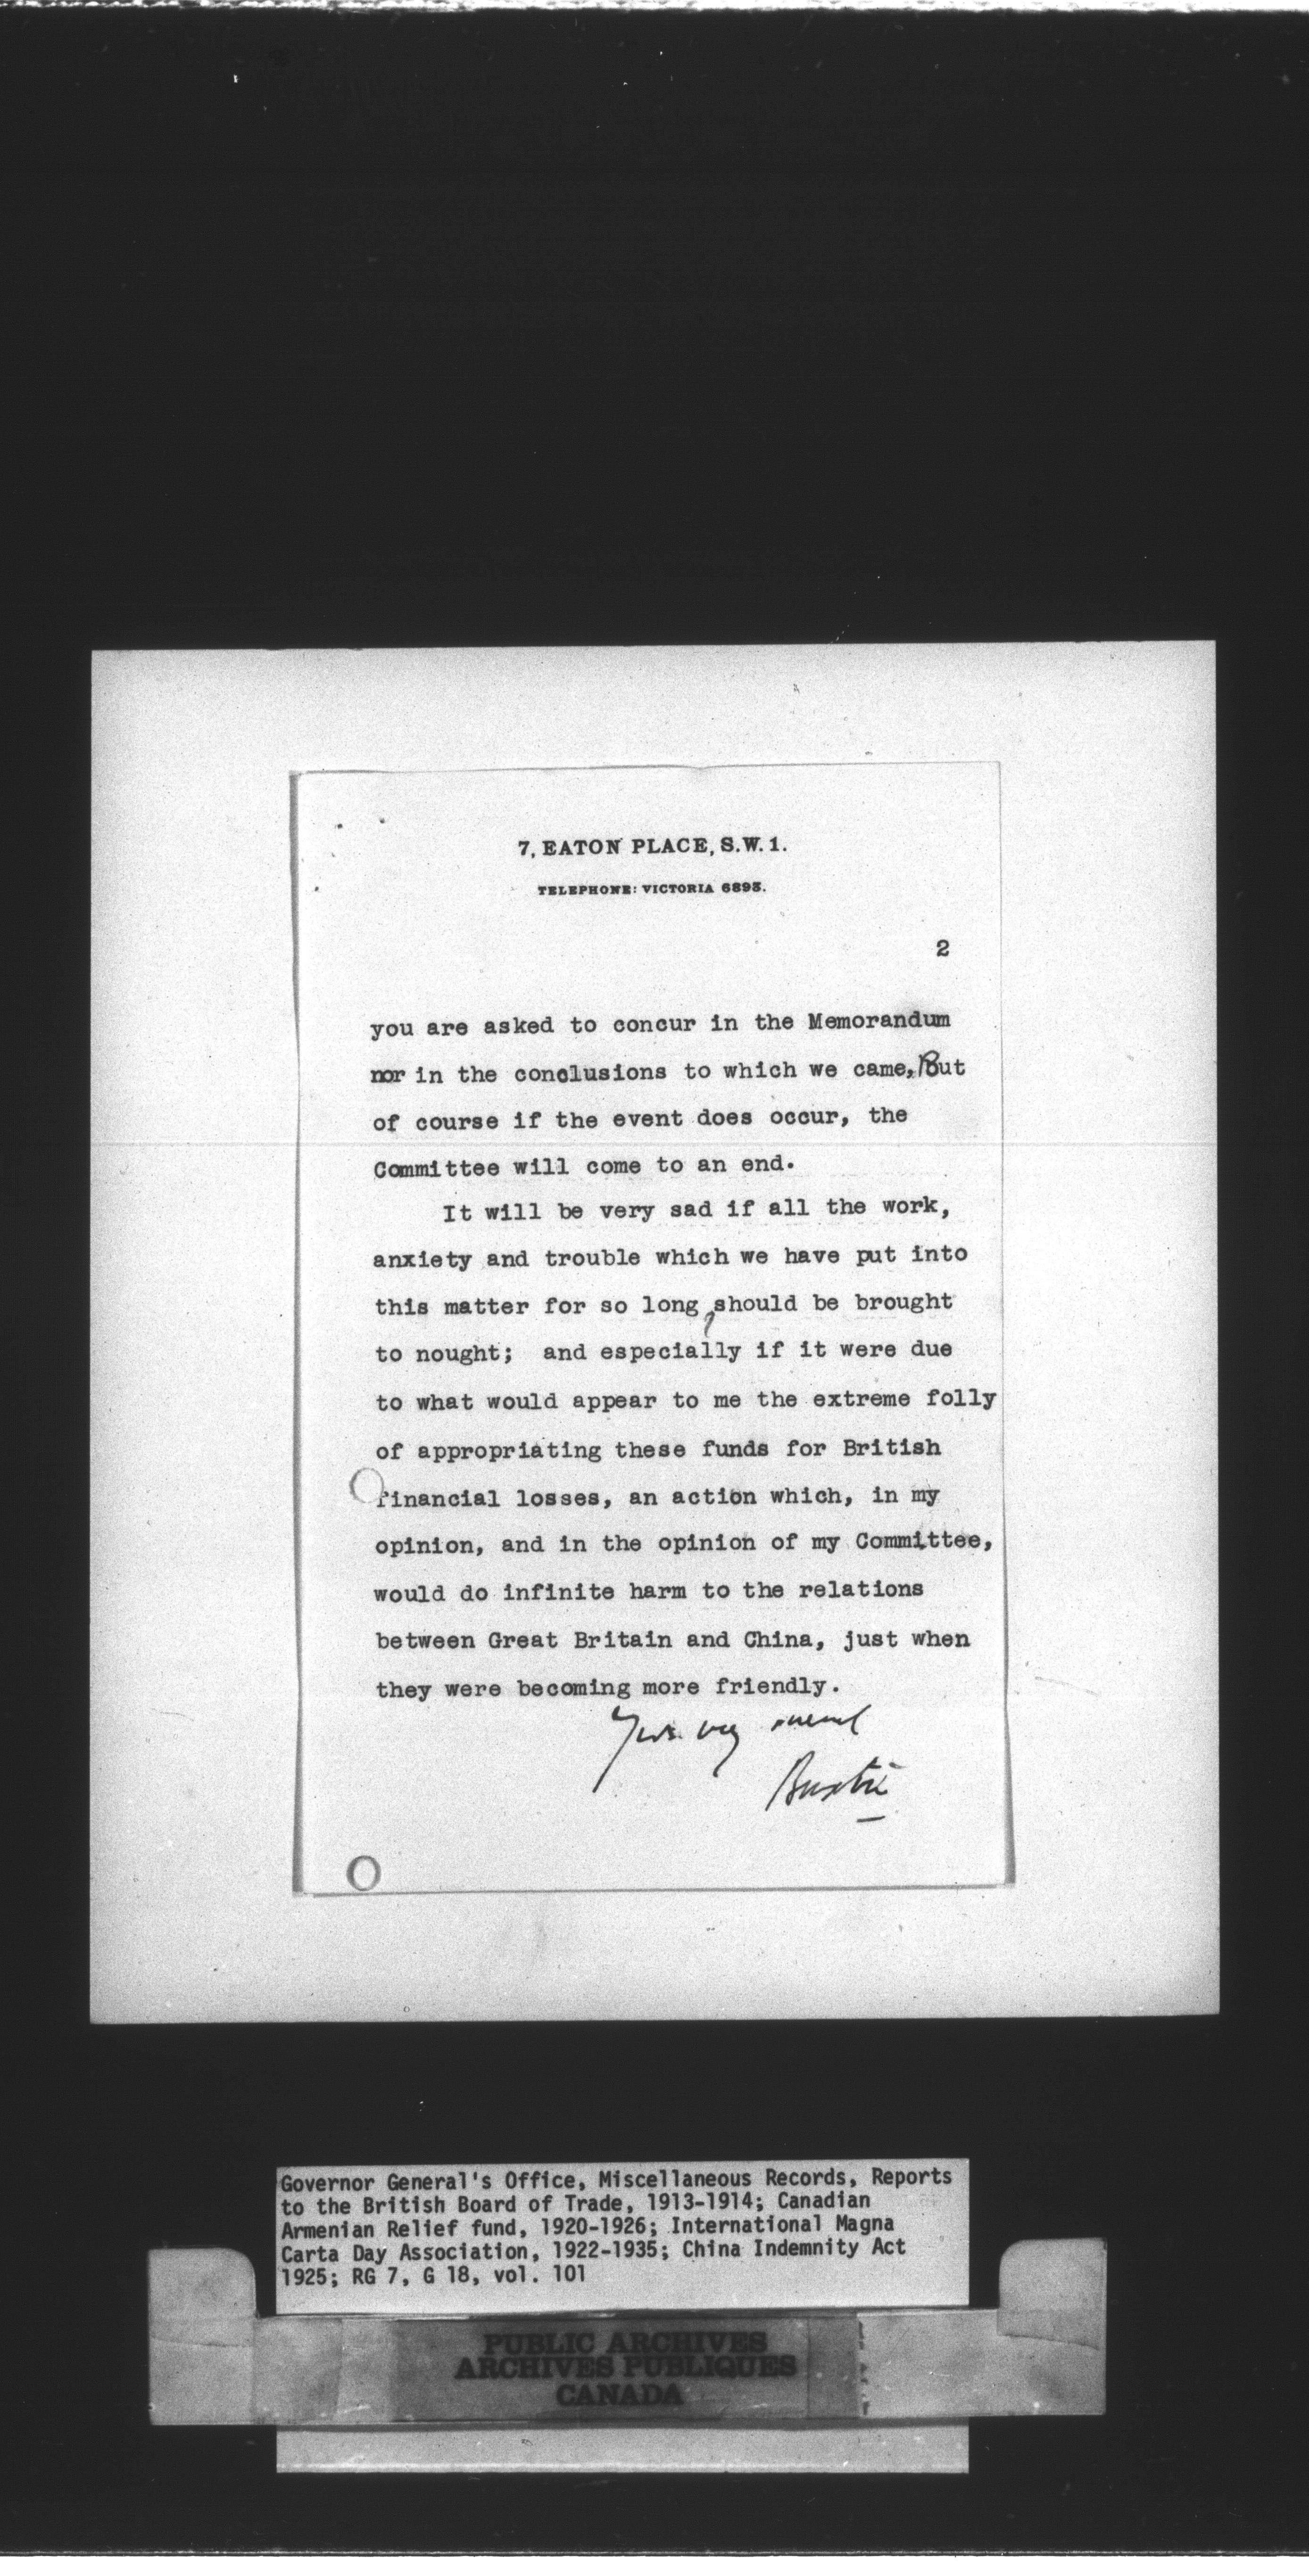 7, EATON PLACE, S.W. 1.
TELEPHONE: VICTORIA 6893.
2
you are asked to concur in the Memorandum
nor in the conclusions to which we came, But
of course if the event does occur, the
Committee will come to an end.
It will be very sad if all the work,
anxiety and trouble which we have put into
this matter for so long, should be brought
to nought; and especially if it were due
to what would appear to me the extreme folly
of appropriating these funds for British
financial losses, an action which, in my
opinion, and in the opinion of my Committee,
would do infinite harm to the relations
between Great Britain and China, just when
they were becoming more friendly.
Yours very
Buxton
Governor General's Office, Miscellaneous Records, Reports
to the British Board of Trade, 1913-1914; Canadian
Armenian Relief fund, 1920-1926; International Magna
Carta Day Association, 1922-1935; China Indemnity Act
1925; RG 7, G 18, vol. 101
PUBLIC ARCHIVES
ARCHIVES PUBLIQUES
CANADA